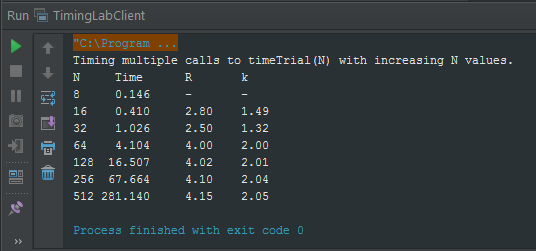 Run TimingLabClient
"C:\Program ...
Timing multiple calls to timeTrial(N) with increasing N values.
N Time R k
8 0.146 – –
16 0.410 2.80 1.49
32 1.026 2.50 1.32
64 4.104 4.00 2.00
128 16.507 4.02 2.01
256 67.664 4.10 2.04
512 281.140 4.15 2.05
Process finished with exit code 0